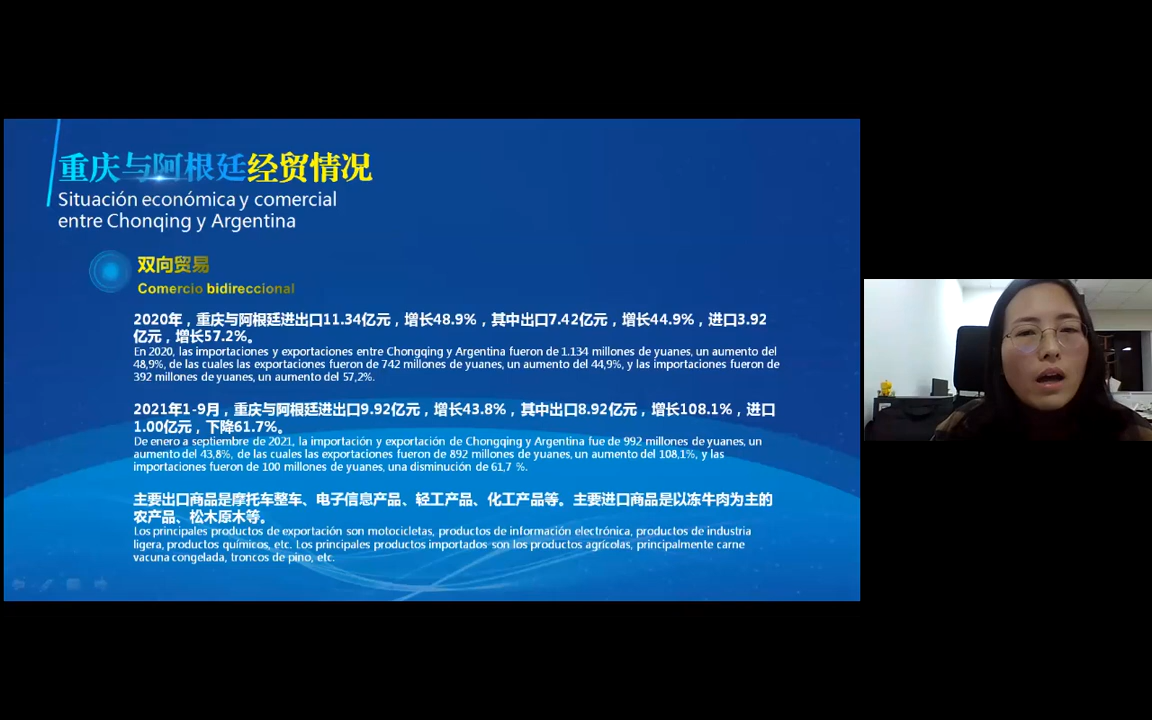 重庆与阿根廷经贸情况
Situación económica y comercial
entre Chonqing y Argentina
双向贸易
Comercio bidireccional
2020年，重庆与阿根廷进出口11.34亿元，增长48.9%，其中出口7.42亿元，增长44.9%，进口3.92
亿元，增长57.2%。
En 2020, las importaciones y exportaciones entre Chongqing y Argentina fueron de 1.134 millones de yuanes, un aumento del
48,9%, de las cuales las exportaciones fueron de 742 millones de yuanes, un aumento del 44,9%, y las importaciones fueron de
392 millones de yuanes, un aumento del 57,2%.
2021年1-9月，重庆与阿根廷进出口9.92亿元，增长43.8%，其中出口8.92亿元，增长108.1%，进口
1.00亿元，下降61.7%。
De enero a septiembre de 2021, la importación y exportación de Chongqing y Argentina fue de 992 millones de yuanes, un
aumento del 43,8%, de las cuales las exportaciones fueron de 892 millones de yuanes, un aumento del 108,1%, y las
importaciones fueron de 100 millones de yuanes, una disminución de 61,7 %.
主要出口商品是摩托车整车、电子信息产品、轻工产品、化工产品等。主要进口商品是以冻牛肉为主的
农产品、松木原木等。
Los principales productos de exportación son motocicletas, productos de información electrónica, productos de industria
ligera, productos químicos, etc. Los principales productos importados son los productos agrícolas, principalmente carne
vacuna congelada, troncos de pino, etc.